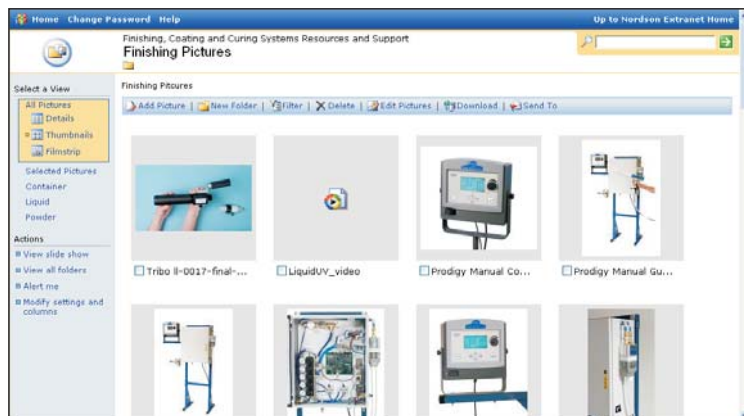 Home Change Password Help
Up to Nordson Extranet Home
Finishing, Coating and Curing Systems Resources and Support
Finishing Pictures
Select a View
All Pictures
Details
Thumbnails
Filmstrip
Selected Pictures
Container
Liquid
Powder
Actions
View slide show
View all folders
Alert me
Modify settings and
columns
Finishing Pitcures
Add Picture | New Folder | Filter | Delete | Edit Pictures | Download | Send To
Tribo II-0017-final-... LiquidUV_video Prodigy Manual Co... Prodigy Manual Gu...